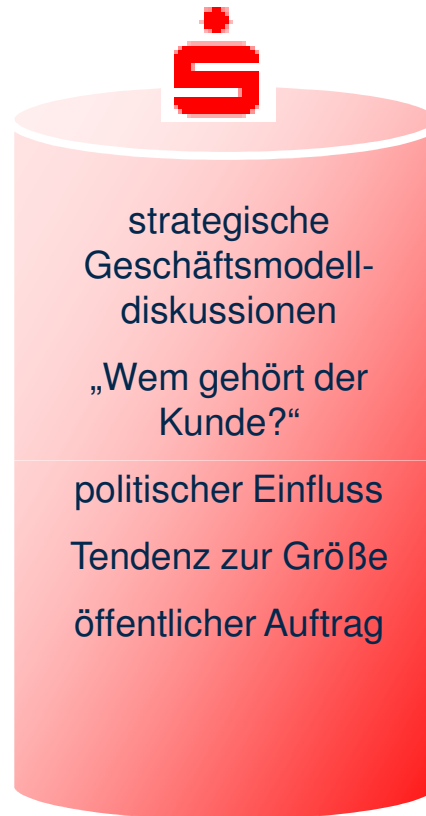 strategische
Geschäftsmodell-
diskussionen
„Wem gehört der
Kunde?“
politischer Einfluss
Tendenz zur Größe
öffentlicher Auftrag